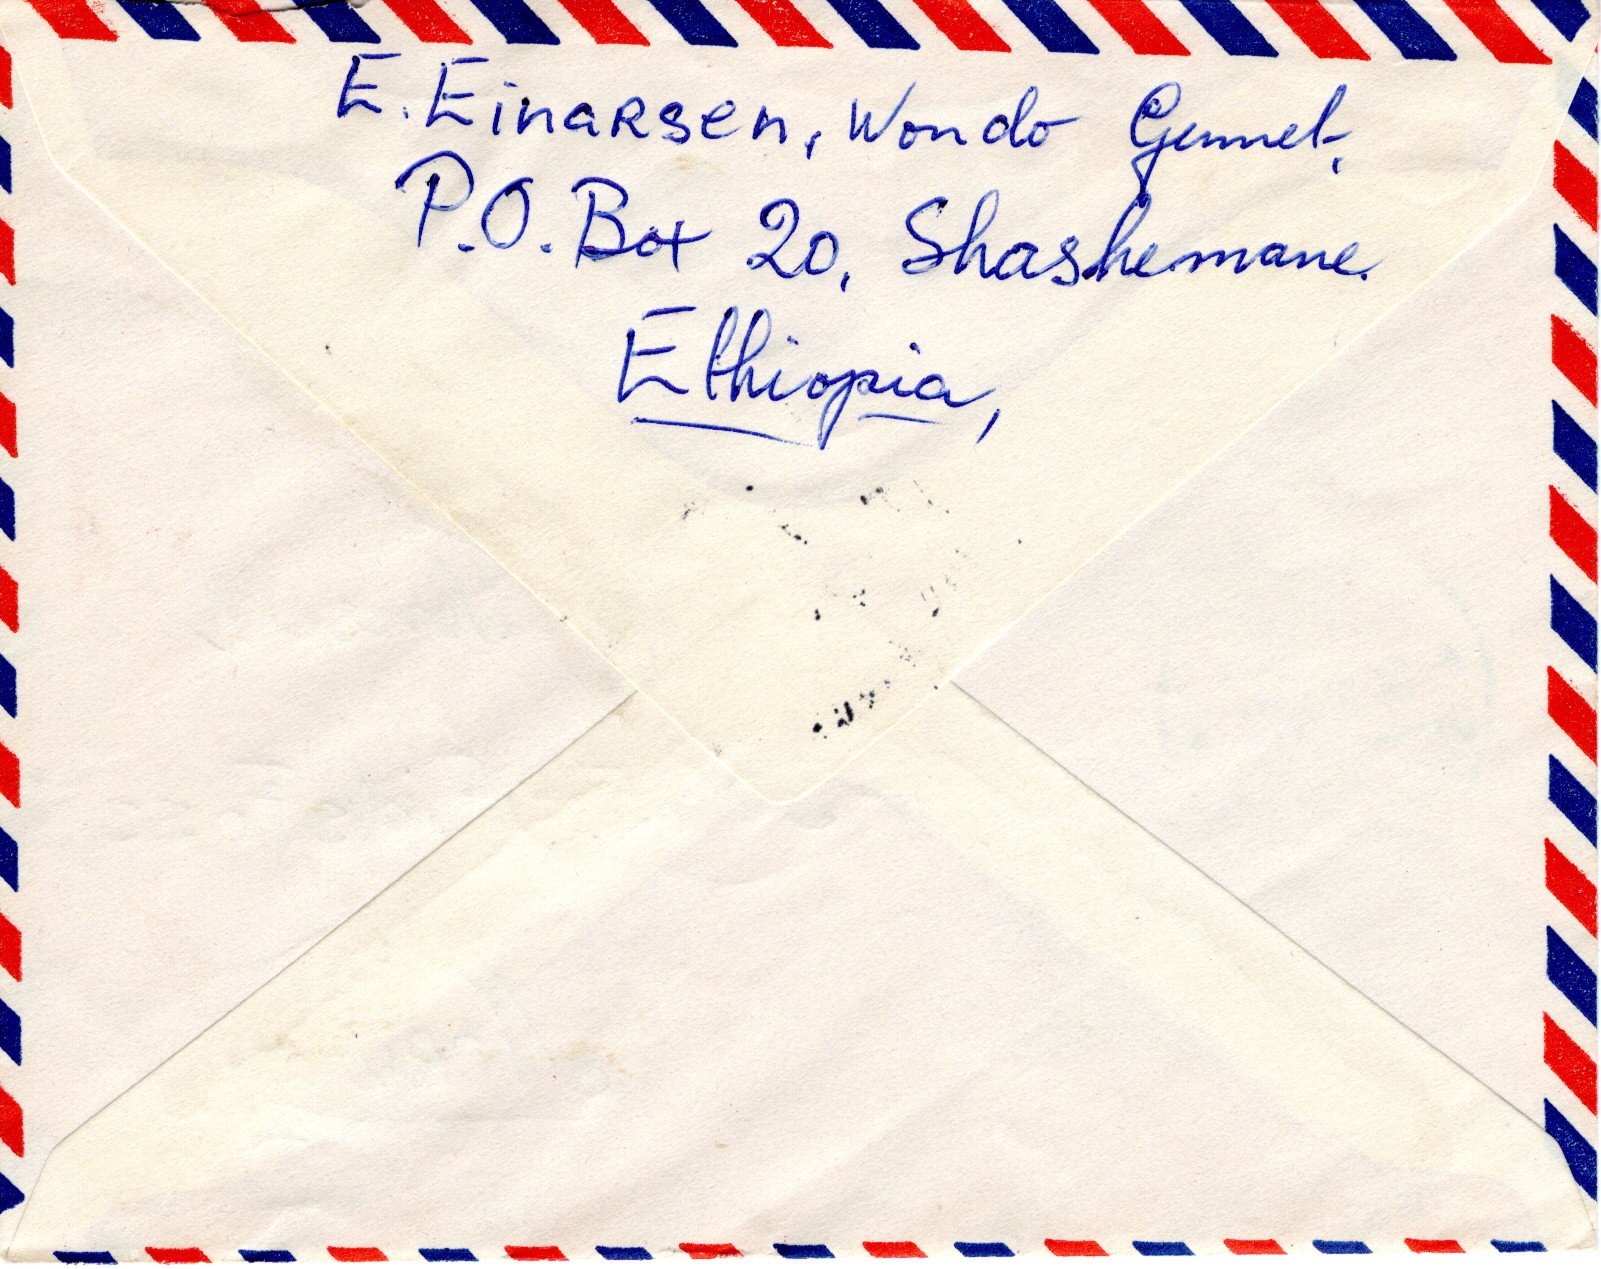 E. Einarsen, Wondo Gennet,
P.O. Box 20, Shashemane.
Ethiopia,